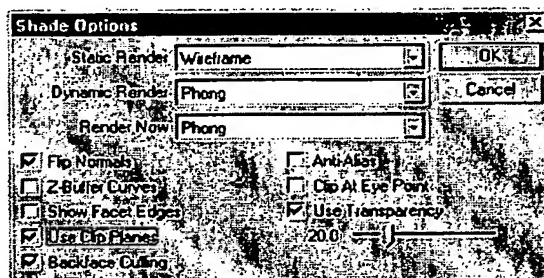 Shade Options
Static Render Wireframe OK
Dynamic Render Phong Cancel
Render Now Phong
Flip Normals Anti-Alias
Z-Buffer Curves Clip At Eye Point
Show Facet Edges Use Transparency
Use Clip Planes 20.0
Backface Culling